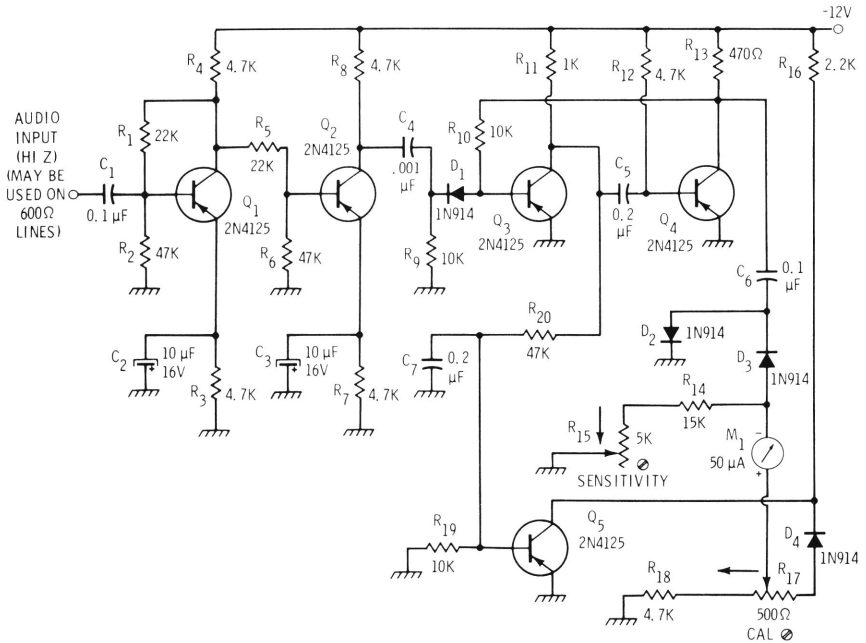 -12V
R4
4.7K
R8
4.7K
R11
1K
R12
4.7K
R13
470Ω
R16
2.2K
AUDIO
INPUT
(HI Z)
(MAY BE
USED ON
600Ω
LINES)
R1
22K
C1
0.1 µF
R2
47K
Q1
2N4125
R5
22K
Q2
2N4125
R6
47K
C4
.001
µF
R10
10K
D1
1N914
R9
10K
Q3
2N4125
C5
0.2
µF
Q4
2N4125
C6
0.1
µF
C2
10 µF
16V
+
R3
4.7K
C3
10 µF
16V
+
R7
4.7K
C7
0.2
µF
R20
47K
D2
1N914
D3
1N914
R14
15K
R15
5K
SENSITIVITY
M1
50 µA
-
+
R19
10K
Q5
2N4125
D4
1N914
R18
4.7K
R17
500Ω
CAL